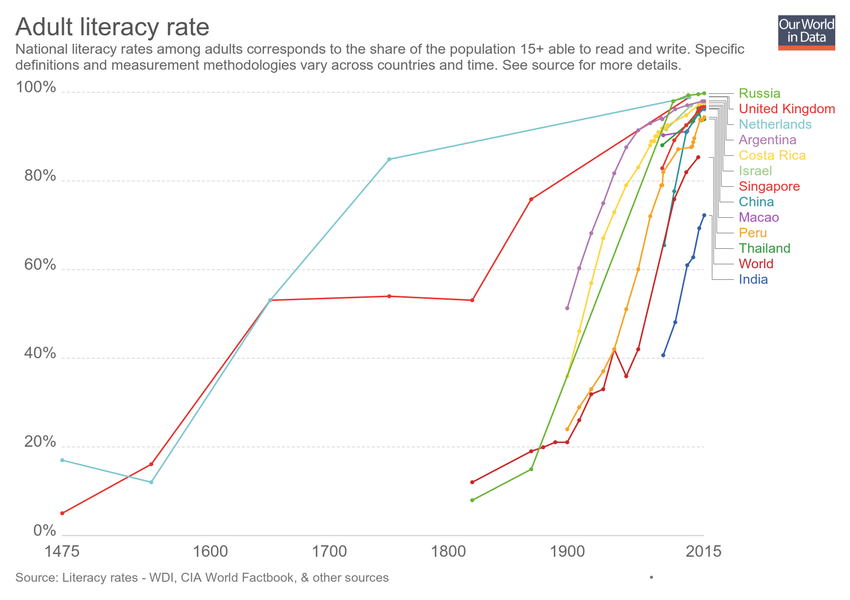 Adult literacy rate
Our World
in Data
National literacy rates among adults corresponds to the share of the population 15+ able to read and write. Specific
definitions and measurement methodologies vary across countries and time. See source for more details.
100%
80%
60%
40%
20%
0%
1475
1600
1700
1800
1900
2015
Russia
United Kingdom
Netherlands
Argentina
Costa Rica
Israel
Singapore
China
Macao
Peru
Thailand
World
India
Source: Literacy rates - WDI, CIA World Factbook, & other sources